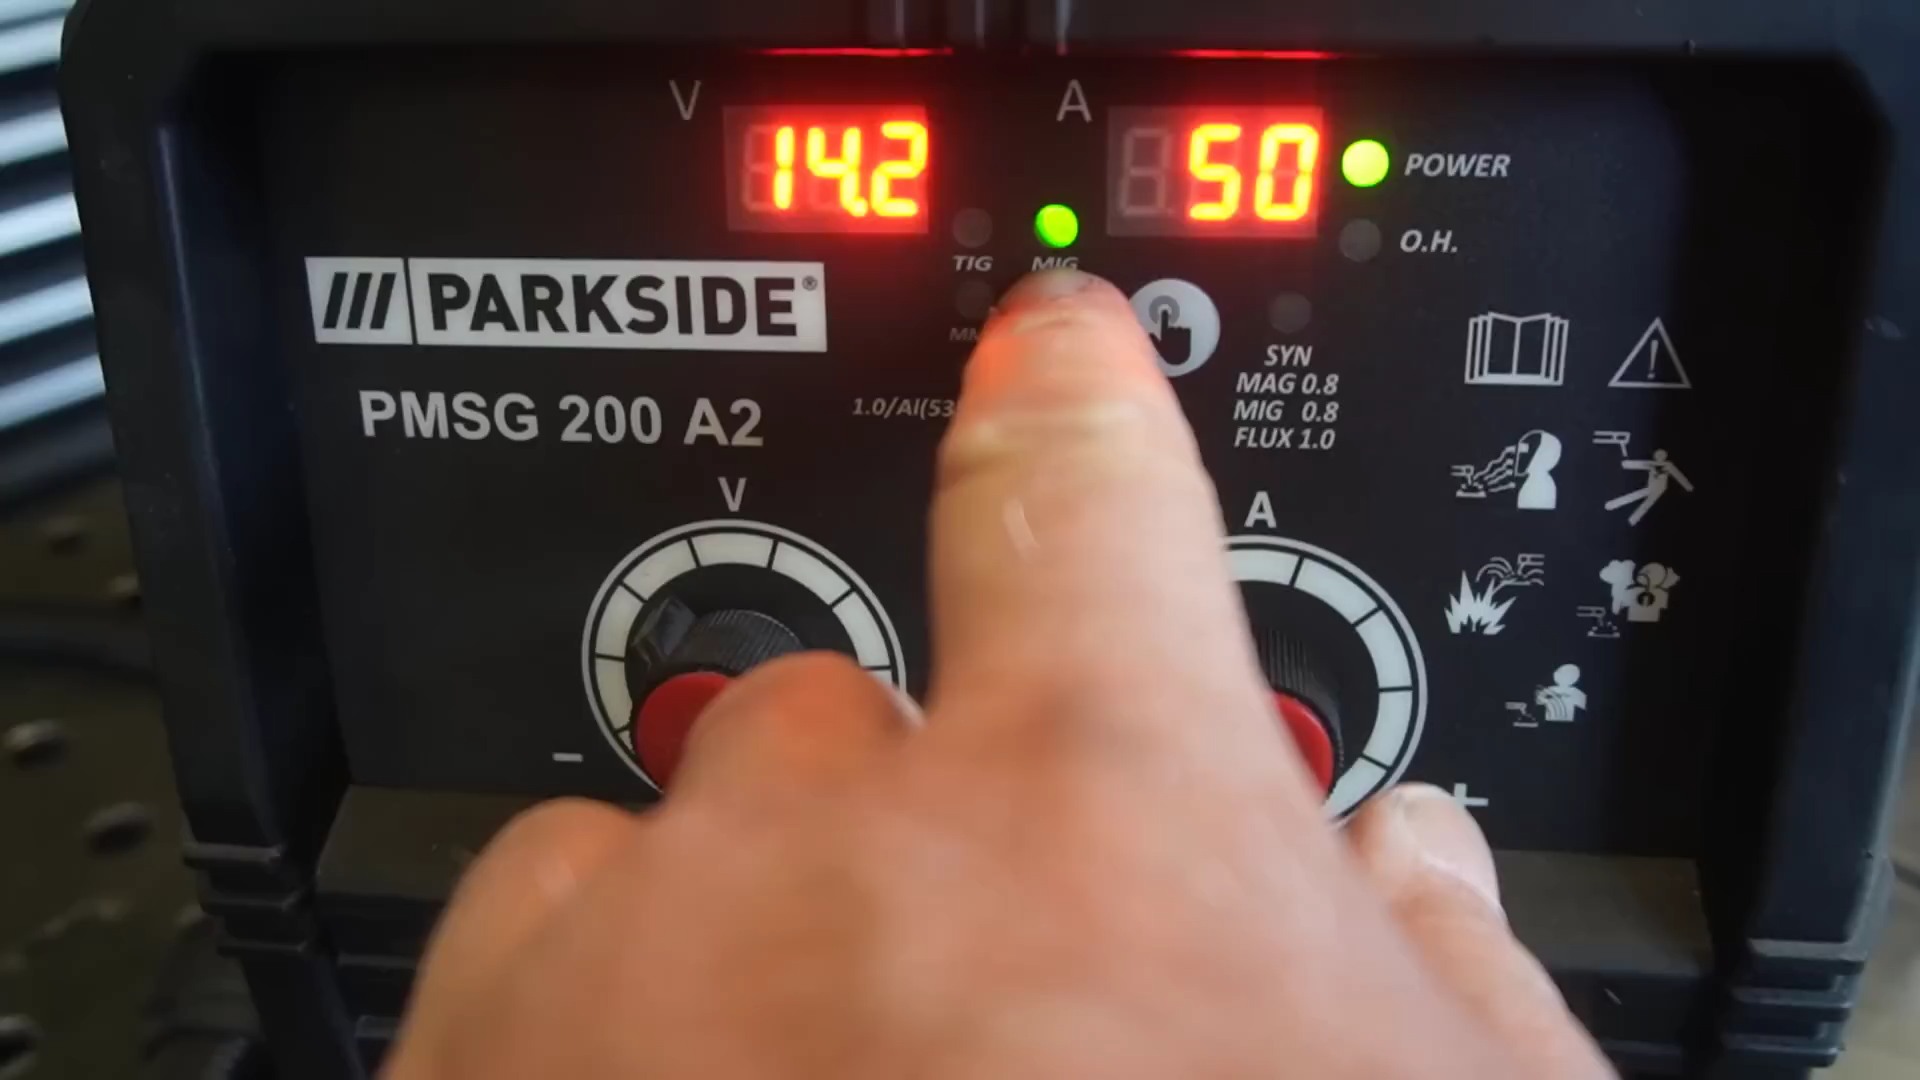 V
14.2
A
50
POWER
O.H.
TIG
MIG
/// PARKSIDE®
PMSG 200 A2
SYN
MAG 0.8
MIG 0.8
FLUX 1.0
V
A
-
+